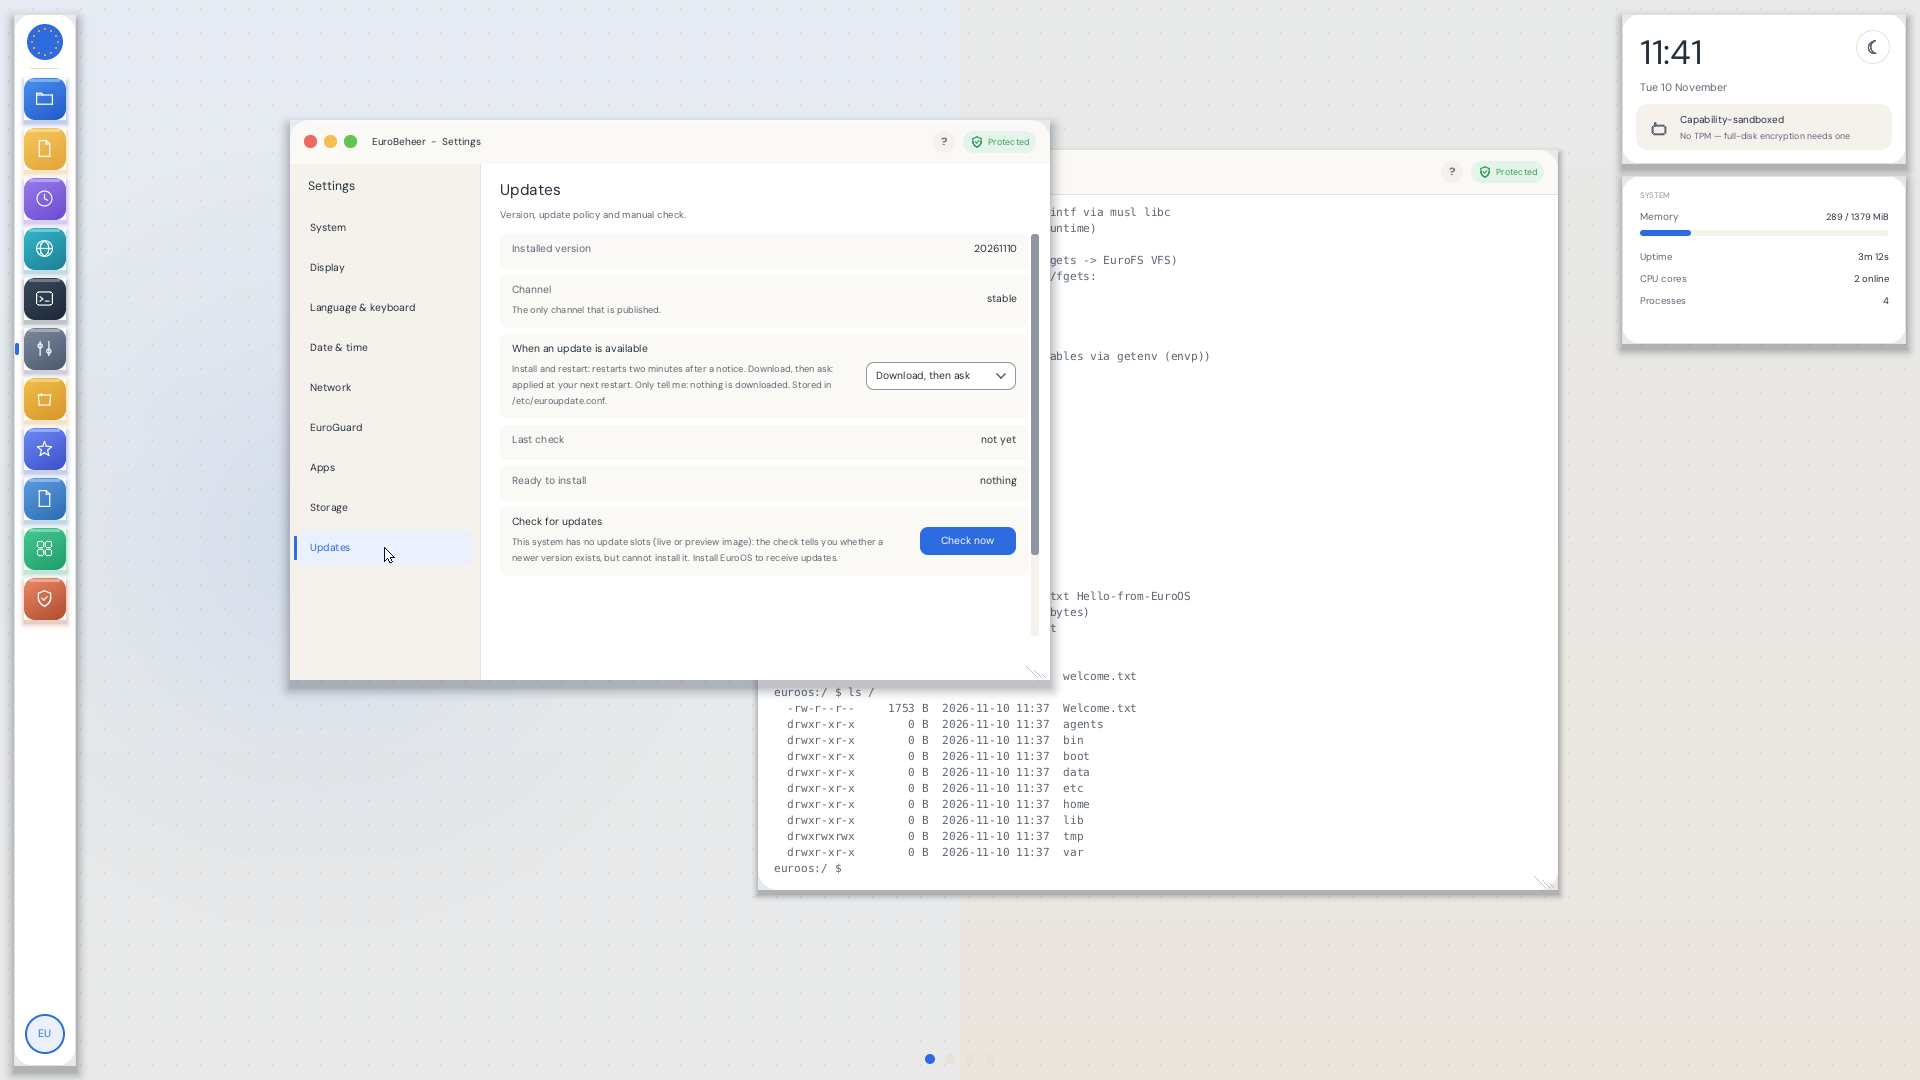 EuroBeheer - Settings
?
Protected
Settings
System
Display
Language & keyboard
Date & time
Network
EuroGuard
Apps
Storage
Updates
Updates
Version, update policy and manual check.
Installed version
20261110
Channel
The only channel that is published.
stable
When an update is available
Install and restart: restarts two minutes after a notice. Download, then ask:
applied at your next restart. Only tell me: nothing is downloaded. Stored in
/etc/euroupdate.conf.
Download, then ask
Last check
not yet
Ready to install
nothing
Check for updates
This system has no update slots (live or preview image): the check tells you whether a
newer version exists, but cannot install it. Install EuroOS to receive updates.
Check now
?
Protected
intf via musl libc
untime)
gets -> EuroFS VFS)
/fgets:
ables via getenv (envp))
txt Hello-from-EuroOS
bytes)
t
welcome.txt
euroos:/ $ ls /
-rw-r--r-- 1753 B 2026-11-10 11:37 Welcome.txt
drwxr-xr-x 0 B 2026-11-10 11:37 agents
drwxr-xr-x 0 B 2026-11-10 11:37 bin
drwxr-xr-x 0 B 2026-11-10 11:37 boot
drwxr-xr-x 0 B 2026-11-10 11:37 data
drwxr-xr-x 0 B 2026-11-10 11:37 etc
drwxr-xr-x 0 B 2026-11-10 11:37 home
drwxr-xr-x 0 B 2026-11-10 11:37 lib
drwxrwxrwx 0 B 2026-11-10 11:37 tmp
drwxr-xr-x 0 B 2026-11-10 11:37 var
euroos:/ $
11:41
Tue 10 November
Capability-sandboxed
No TPM — full-disk encryption needs one
SYSTEM
Memory 289 / 1379 MiB
Uptime 3m 12s
CPU cores 2 online
Processes 4
EU